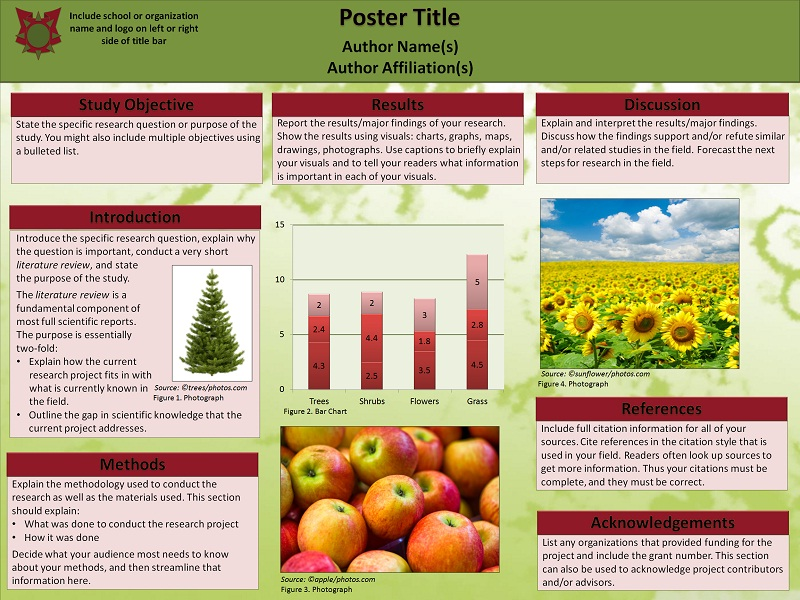 Include school or organization
name and logo on left or right
side of title bar
Poster Title
Author Name(s)
Author Affiliation(s)
Study Objective
State the specific research question or purpose of the
study. You might also include multiple objectives using
a bulleted list.
Introduction
Introduce the specific research question, explain why
the question is important, conduct a very short
literature review, and state
the purpose of the study.
The literature review is a
fundamental component of
most full scientific reports.
The purpose is essentially
two-fold:
• Explain how the current
research project fits in with
what is currently known in
the field.
• Outline the gap in scientific knowledge that the
current project addresses.
Source: ©trees/photos.com
Figure 1. Photograph
Methods
Explain the methodology used to conduct the
research as well as the materials used. This section
should explain:
• What was done to conduct the research project
• How it was done
Decide what your audience most needs to know
about your methods, and then streamline that
information here.
Results
Report the results/major findings of your research.
Show the results using visuals: charts, graphs, maps,
drawings, photographs. Use captions to briefly explain
your visuals and to tell your readers what information
is important in each of your visuals.
15
10
5
0
2
2.4
4.3
2
4.4
2.5
3
1.8
3.5
5
2.8
4.5
Trees Shrubs Flowers Grass
Figure 2. Bar Chart
Source: ©apple/photos.com
Figure 3. Photograph
Discussion
Explain and interpret the results/major findings.
Discuss how the findings support and/or refute similar
and/or related studies in the field. Forecast the next
steps for research in the field.
Source: ©sunflower/photos.com
Figure 4. Photograph
References
Include full citation information for all of your
sources. Cite references in the citation style that is
used in your field. Readers often look up sources to
get more information. Thus your citations must be
complete, and they must be correct.
Acknowledgements
List any organizations that provided funding for the
project and include the grant number. This section
can also be used to acknowledge project contributors
and/or advisors.